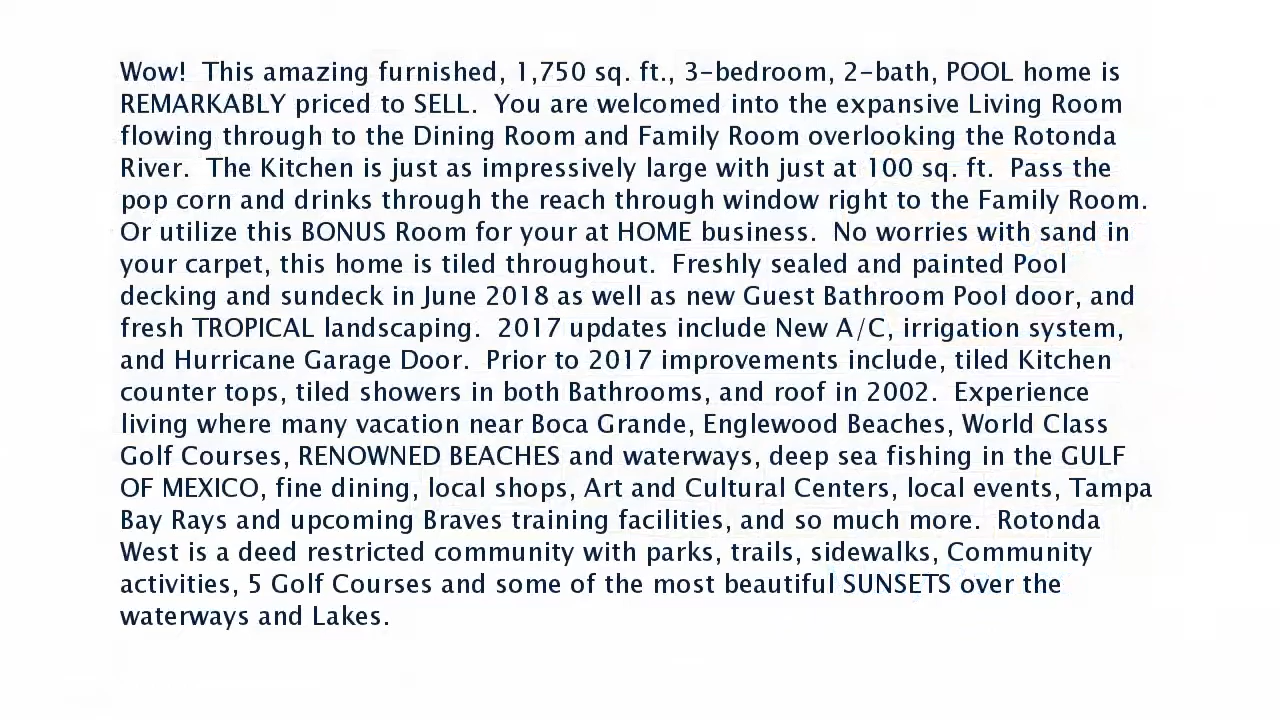 Wow!  This amazing furnished, 1,750 sq. ft., 3-bedroom, 2-bath, POOL home is
REMARKABLY priced to SELL.  You are welcomed into the expansive Living Room
flowing through to the Dining Room and Family Room overlooking the Rotonda
River.  The Kitchen is just as impressively large with just at 100 sq. ft.  Pass the
pop corn and drinks through the reach through window right to the Family Room.
Or utilize this BONUS Room for your at HOME business.  No worries with sand in
your carpet, this home is tiled throughout.  Freshly sealed and painted Pool
decking and sundeck in June 2018 as well as new Guest Bathroom Pool door, and
fresh TROPICAL landscaping.  2017 updates include New A/C, irrigation system,
and Hurricane Garage Door.  Prior to 2017 improvements include, tiled Kitchen
counter tops, tiled showers in both Bathrooms, and roof in 2002.  Experience
living where many vacation near Boca Grande, Englewood Beaches, World Class
Golf Courses, RENOWNED BEACHES and waterways, deep sea fishing in the GULF
OF MEXICO, fine dining, local shops, Art and Cultural Centers, local events, Tampa
Bay Rays and upcoming Braves training facilities, and so much more.  Rotonda
West is a deed restricted community with parks, trails, sidewalks, Community
activities, 5 Golf Courses and some of the most beautiful SUNSETS over the
waterways and Lakes.